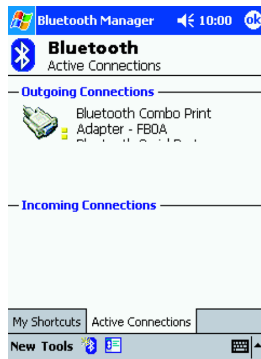 Bluetooth Manager 10:00 ok
Bluetooth
Active Connections
Outgoing Connections
Bluetooth Combo Print
Adapter - FB0A
Incoming Connections
My Shortcuts Active Connections
New Tools